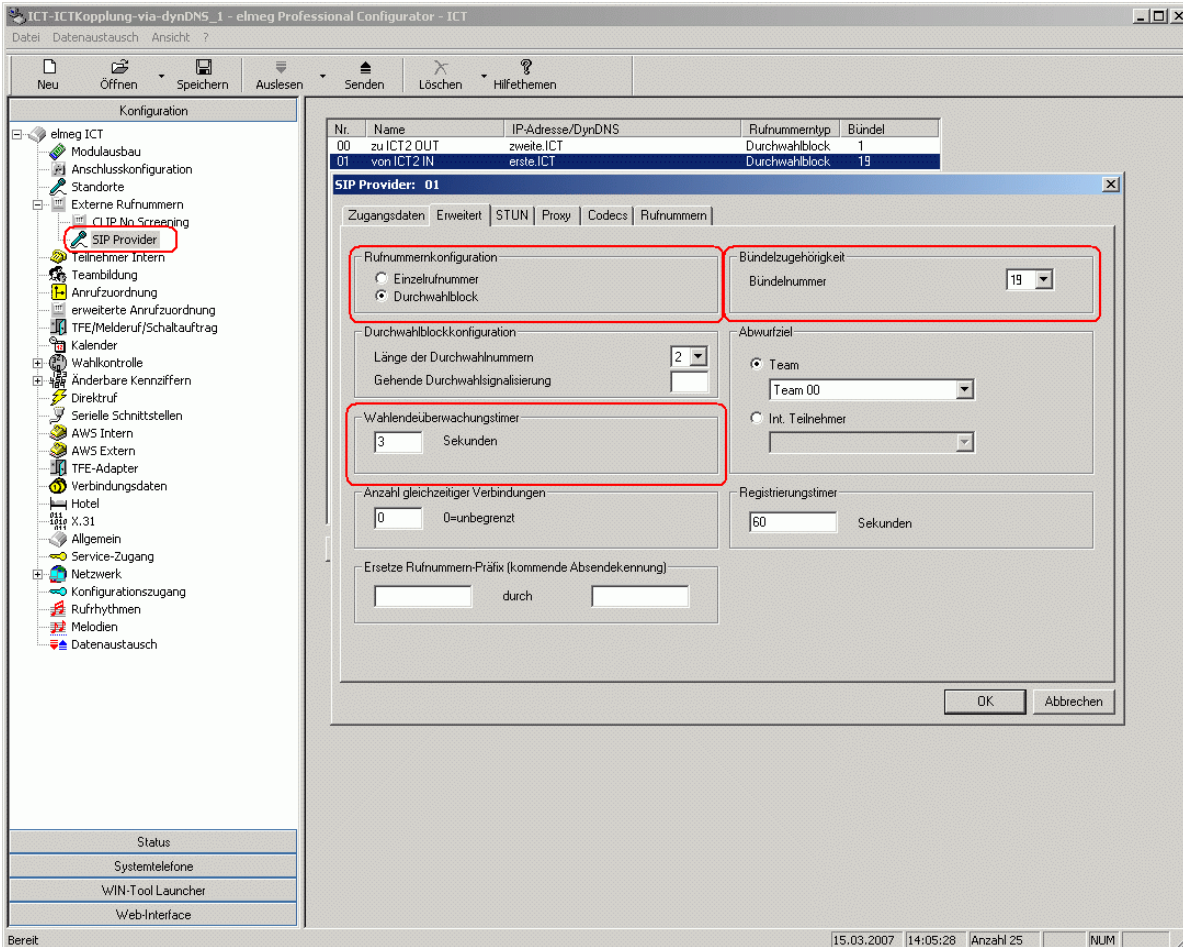 ICT-ICTKopplung-via-dynDNS_1 - elmeg Professional Configurator - ICT
Datei Datenaustausch Ansicht ?
Neu Öffnen Speichern Auslesen Senden Löschen Hilfethemen
Konfiguration
elmeg ICT
Modulausbau
Anschlusskonfiguration
Standorte
Externe Rufnummern
CLIP No Screening
SIP Provider
Teilnehmer Intern
Teambildung
Anrufzuordnung
erweiterte Anrufzuordnung
TFE/Melderuf/Schaltauftrag
Kalender
Wahlkontrolle
Änderbare Kennziffern
Direktruf
Serielle Schnittstellen
AWS Intern
AWS Extern
TFE-Adapter
Verbindungsdaten
Hotel
X.31
Allgemein
Service-Zugang
Netzwerk
Konfigurationszugang
Rufrhythmen
Melodien
Datenaustausch
Status
Systemtelefone
WIN-Tool Launcher
Web-Interface
Nr. Name IP-Adresse/DynDNS Rufnummerntyp Bündel
00 zu ICT2 OUT zweite.ICT Durchwahlblock 1
01 von ICT2 IN erste.ICT Durchwahlblock 19
SIP Provider: 01
Zugangsdaten Erweitert STUN Proxy Codecs Rufnummern
Rufnummernkonfiguration
Einzelrufnummer
Durchwahlblock
Bündelzugehörigkeit
Bündelnummer 19
Durchwahlblockkonfiguration
Länge der Durchwahlnummern 2
Gehende Durchwahlsignalisierung
Abwurfziel
Team
Team 00
Int. Teilnehmer
Wahlendeüberwachungstimer
3 Sekunden
Anzahl gleichzeitiger Verbindungen
0 0=unbegrenzt
Registrierungstimer
60 Sekunden
Ersetze Rufnummern-Präfix (kommende Absendekennung)
durch
OK Abbrechen
Bereit 15.03.2007 14:05:28 Anzahl 25 NUM